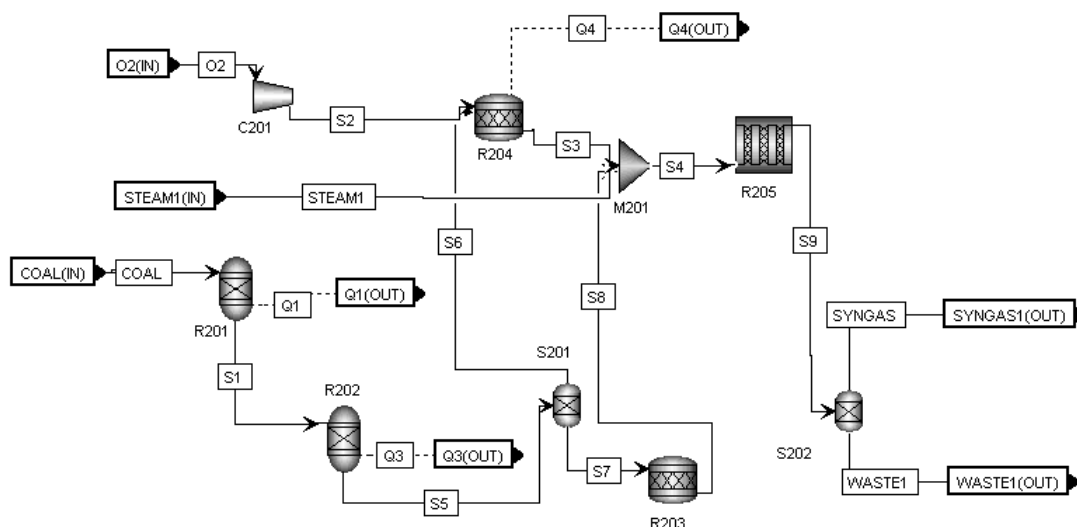 Q4
Q4(OUT)
O2(IN)
O2
C201
S2
R204
S3
S4
M201
R205
STEAM1(IN)
STEAM1
S6
S9
COAL(IN)
COAL
Q1
Q1(OUT)
R201
S8
SYNGAS
SYNGAS1(OUT)
S1
S201
R202
Q3
Q3(OUT)
S202
S7
S5
WASTE1
WASTE1(OUT)
R203